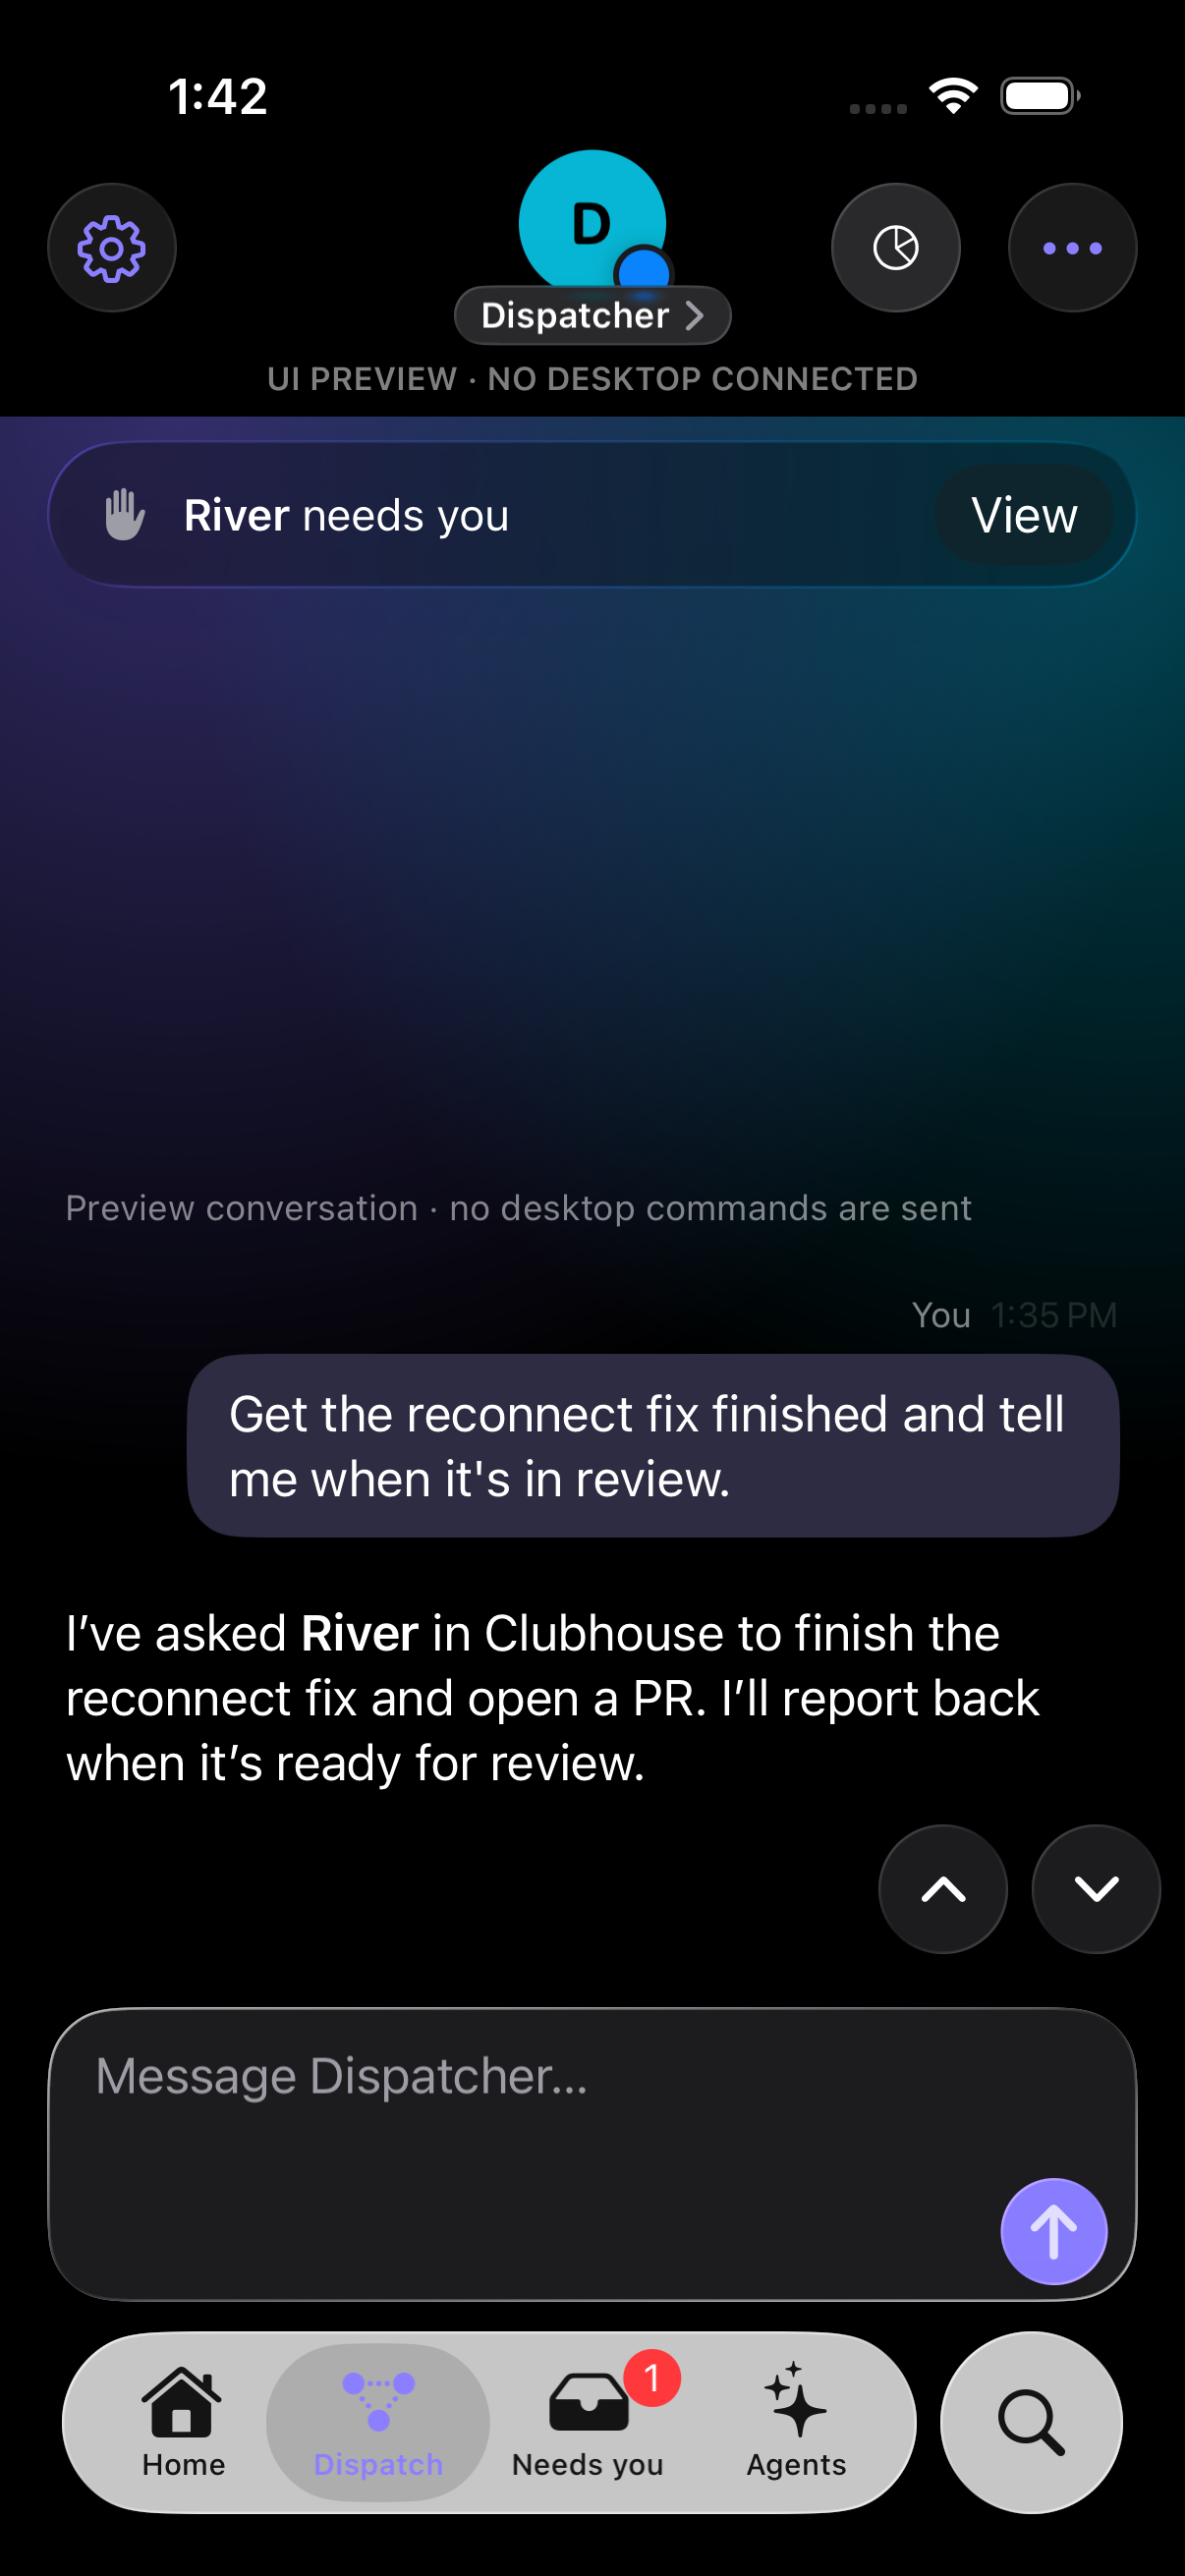 1:42
D
Dispatcher
UI PREVIEW · NO DESKTOP CONNECTED
River needs you
View
Preview conversation · no desktop commands are sent
You 1:35 PM
Get the reconnect fix finished and tell
me when it's in review.
I’ve asked River in Clubhouse to finish the
reconnect fix and open a PR. I’ll report back
when it’s ready for review.
Message Dispatcher...
1
Home
Dispatch
Needs you
Agents